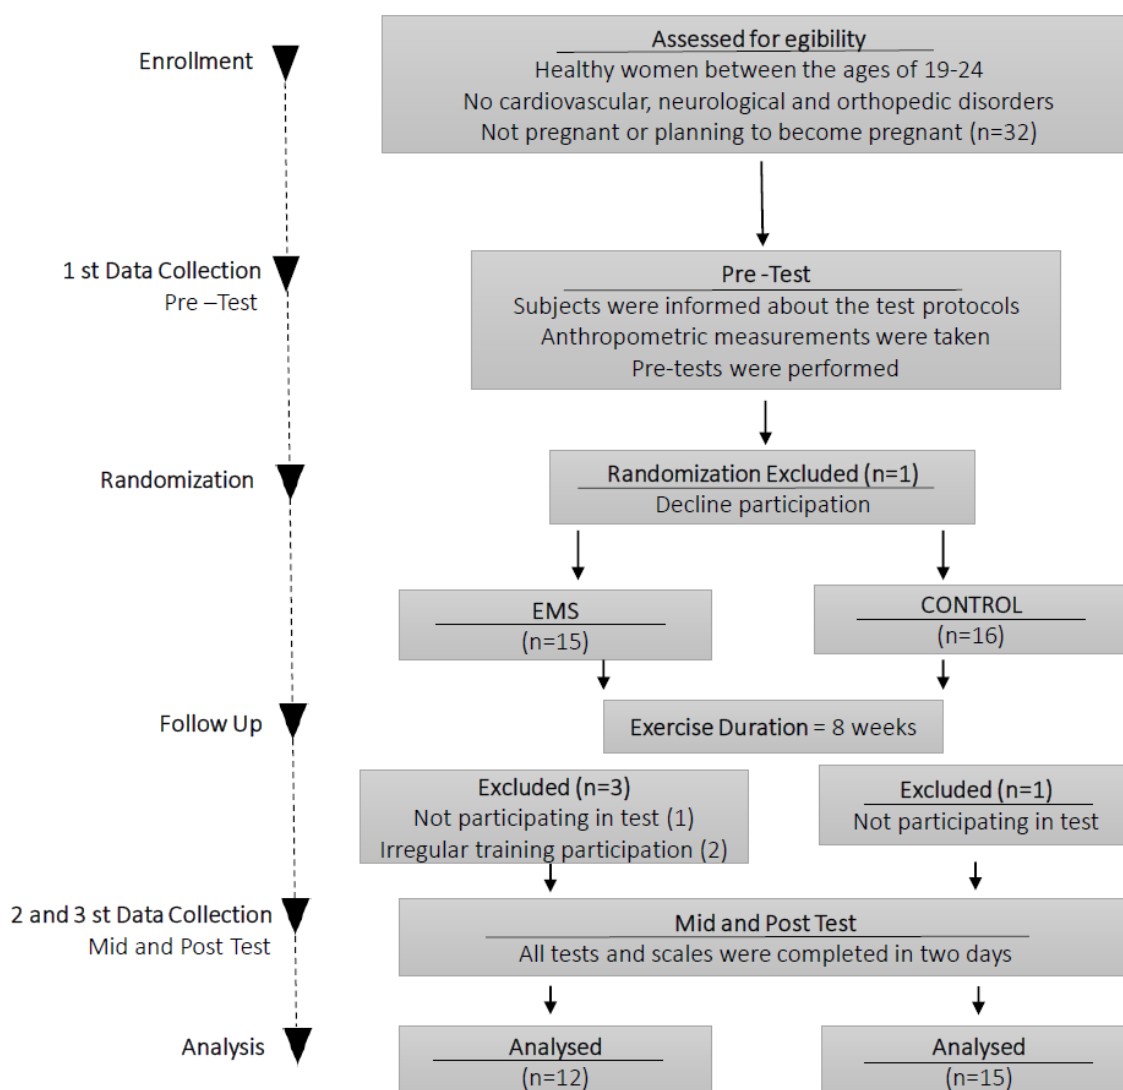 Enrollment
Assessed for egibility
Healthy women between the ages of 19-24
No cardiovascular, neurological and orthopedic disorders
Not pregnant or planning to become pregnant (n=32)
1 st Data Collection
Pre –Test
Pre -Test
Subjects were informed about the test protocols
Anthropometric measurements were taken
Pre-tests were performed
Randomization
Randomization Excluded (n=1)
Decline participation
EMS
(n=15)
CONTROL
(n=16)
Follow Up
Exercise Duration = 8 weeks
Excluded (n=3)
Not participating in test (1)
Irregular training participation (2)
Excluded (n=1)
Not participating in test
2 and 3 st Data Collection
Mid and Post Test
Mid and Post Test
All tests and scales were completed in two days
Analysis
Analysed
(n=12)
Analysed
(n=15)